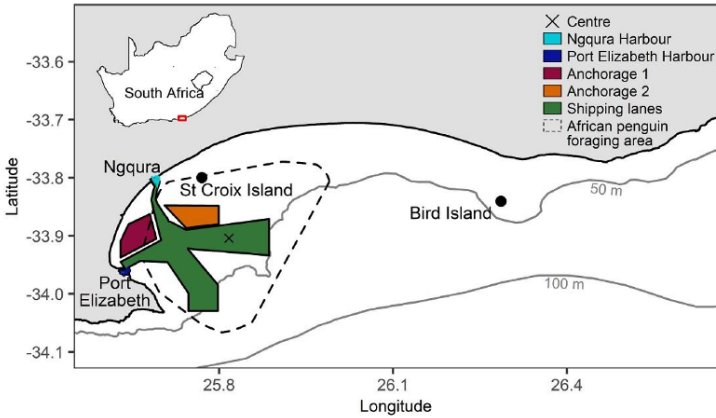 Latitude
-33.6
-33.7
-33.8
-33.9
-34.0
-34.1
South Africa
Centre
Ngqura Harbour
Port Elizabeth Harbour
Anchorage 1
Anchorage 2
Shipping lanes
African penguin
foraging area
Ngqura
St Croix Island
Bird Island
50 m
Port
Elizabeth
100 m
25.8
26.1
26.4
Longitude